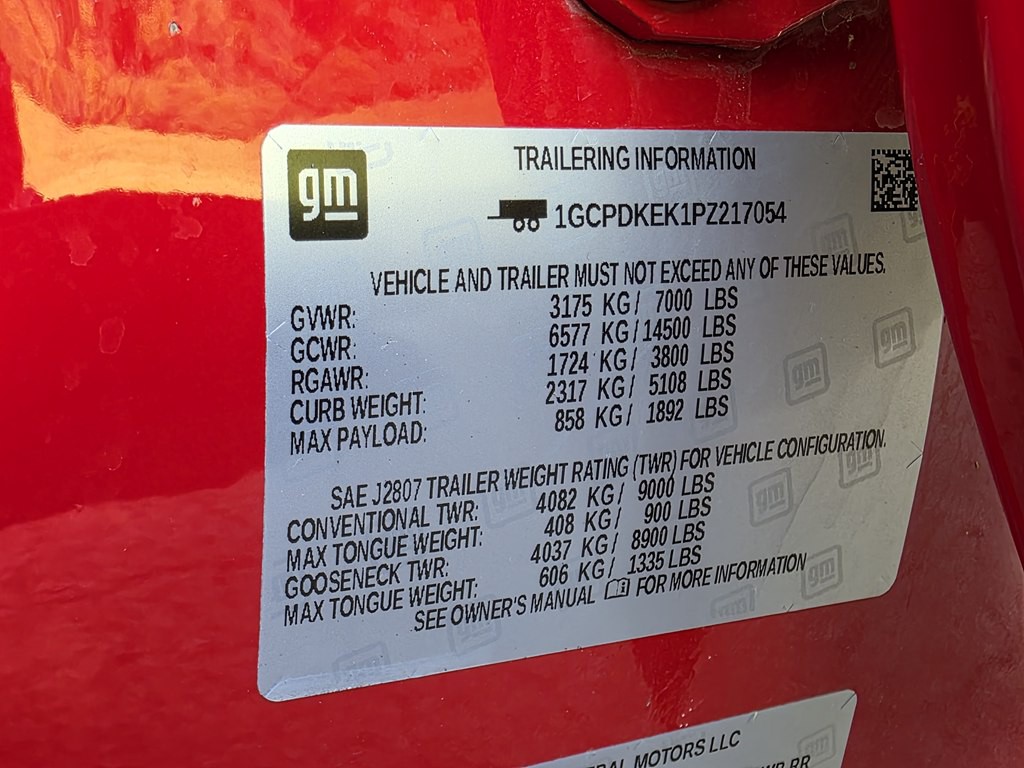 gm
TRAILERING INFORMATION
1GCPDKEK1PZ217054
VEHICLE AND TRAILER MUST NOT EXCEED ANY OF THESE VALUES.
GVWR: 3175 KG/ 7000 LBS
GCWR: 6577 KG/14500 LBS
RGAWR: 1724 KG/ 3800 LBS
CURB WEIGHT: 2317 KG/ 5108 LBS
MAX PAYLOAD: 858 KG/ 1892 LBS
SAE J2807 TRAILER WEIGHT RATING (TWR) FOR VEHICLE CONFIGURATION.
CONVENTIONAL TWR: 4082 KG/ 9000 LBS
MAX TONGUE WEIGHT: 408 KG/ 900 LBS
GOOSENECK TWR: 4037 KG/ 8900 LBS
MAX TONGUE WEIGHT: 606 KG/ 1335 LBS
SEE OWNER'S MANUAL FOR MORE INFORMATION
MOTORS LLC
RR